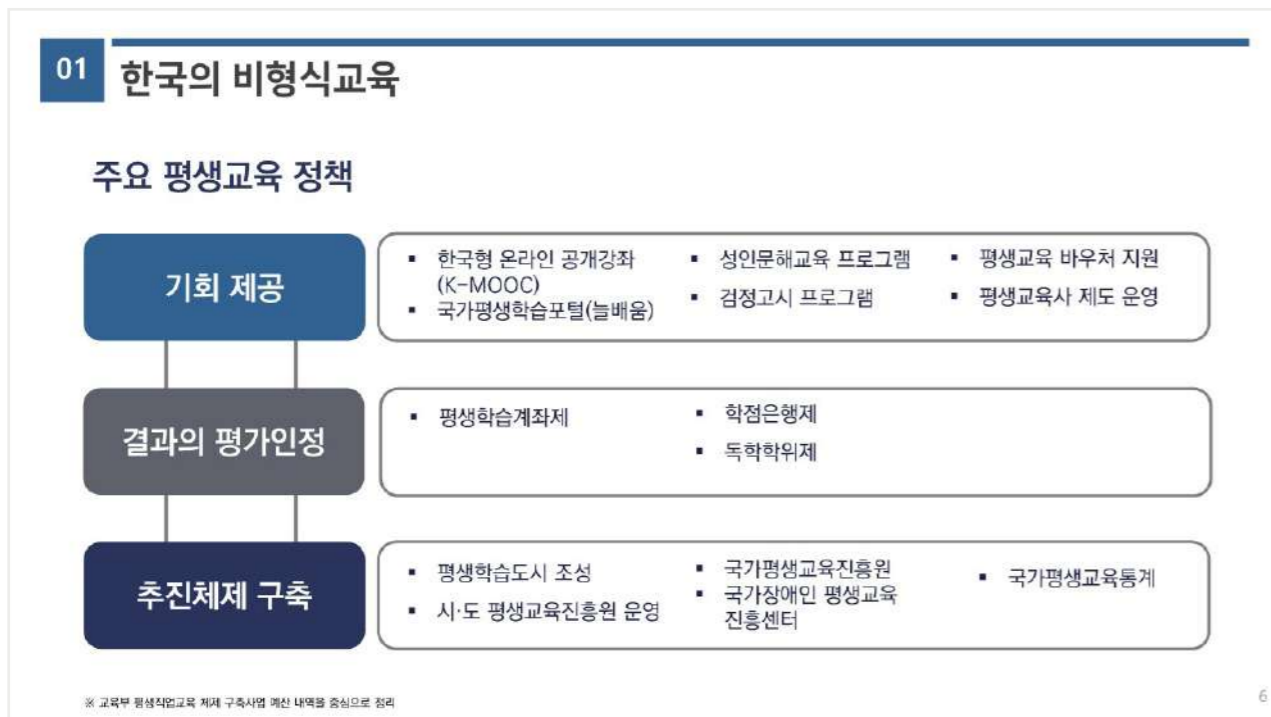 01
한국의 비형식교육
주요 평생교육 정책
기회 제공
▪ 한국형 온라인 공개강좌
(K-MOOC)
▪ 국가평생학습포털(늘배움)
▪ 성인문해교육 프로그램
▪ 검정고시 프로그램
▪ 평생교육 바우처 지원
▪ 평생교육사 제도 운영
결과의 평가인정
▪ 평생학습계좌제
▪ 학점은행제
▪ 독학학위제
추진체제 구축
▪ 평생학습도시 조성
▪ 시·도 평생교육진흥원 운영
▪ 국가평생교육진흥원
▪ 국가장애인 평생교육
진흥센터
▪ 국가평생교육통계
※ 교육부 평생직업교육 체제 구축사업 예산 내역을 중심으로 정리
6